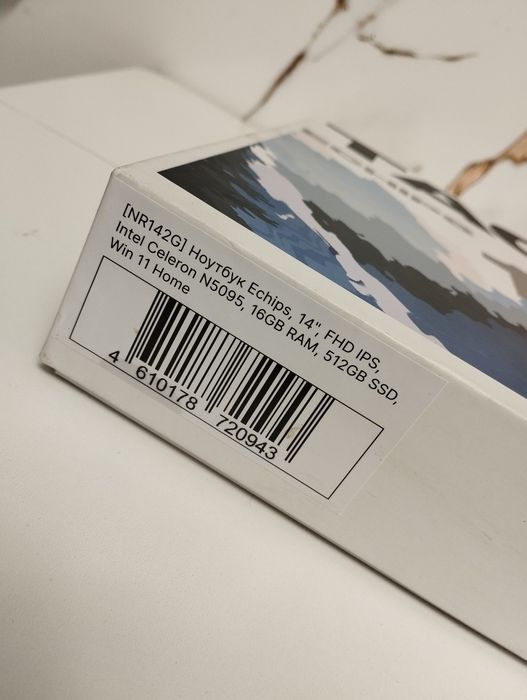 [NR142G] Ноутбук Echips, 14", FHD IPS,
Intel Celeron N5095, 16GB RAM, 512GB SSD,
Win 11 Home
4 610178 720943